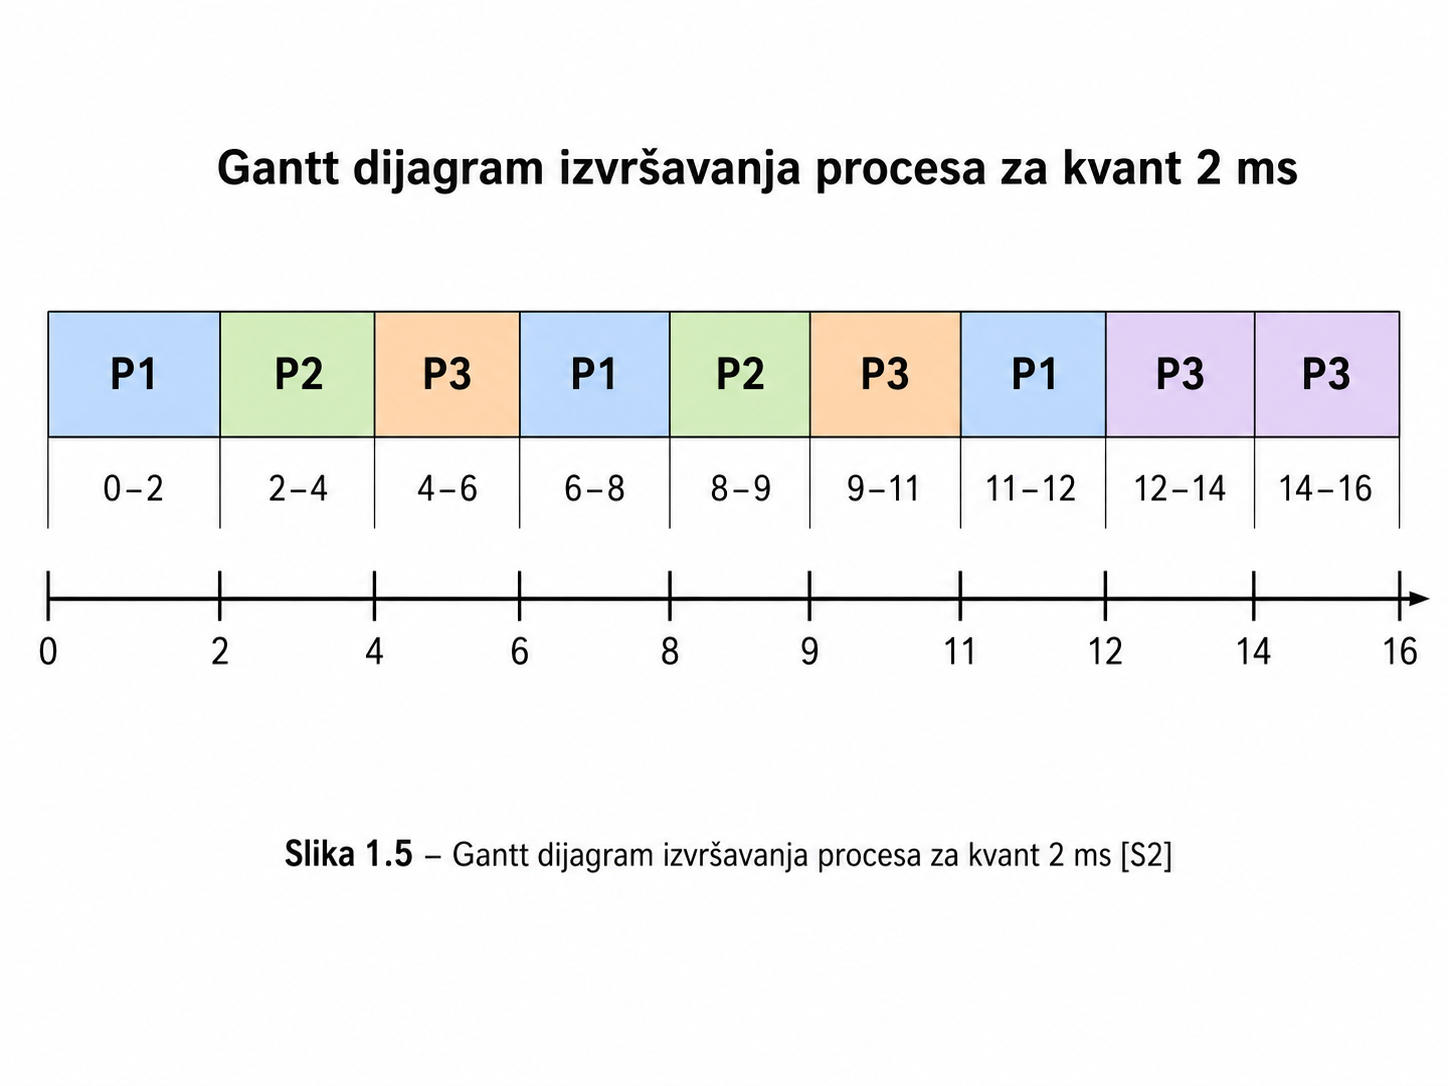 Gantt dijagram izvršavanja procesa za kvant 2 ms
P1 P2 P3 P1 P2 P3 P1 P3 P3
0–2 2–4 4–6 6–8 8–9 9–11 11–12 12–14 14–16
0 2 4 6 8 9 11 12 14 16
Slika 1.5 – Gantt dijagram izvršavanja procesa za kvant 2 ms [S2]